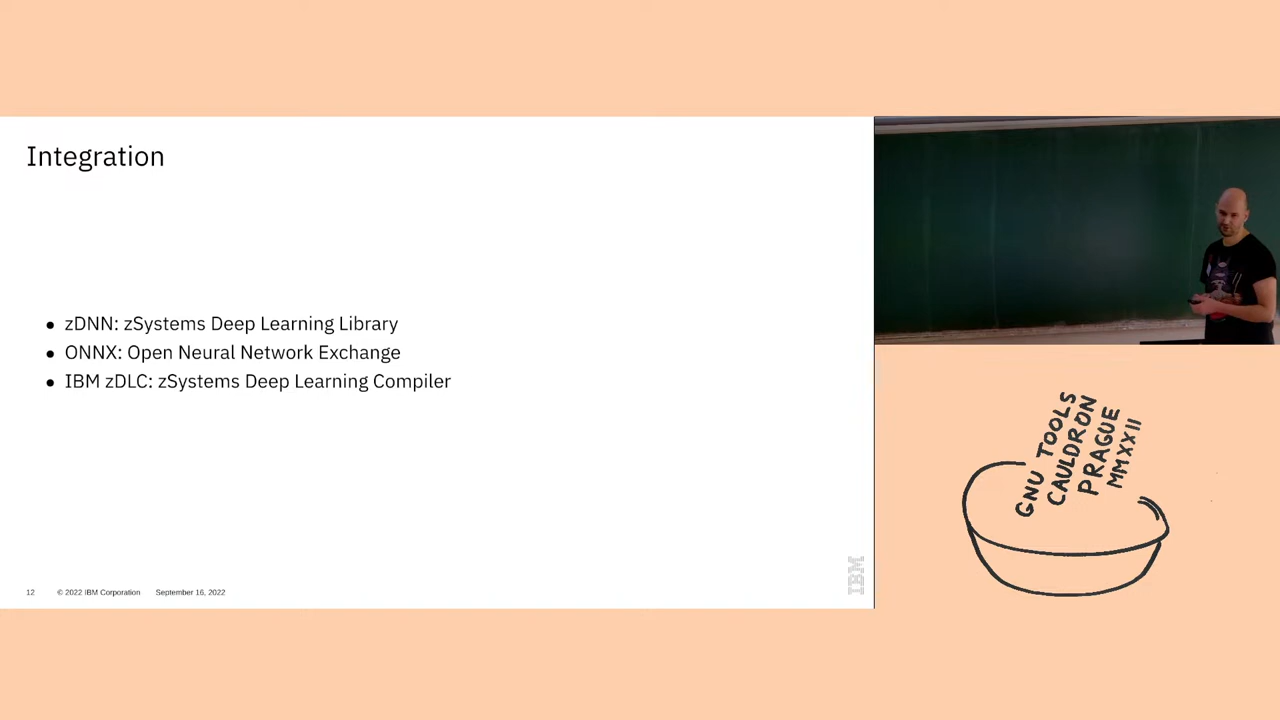 Integration
● zDNN: zSystems Deep Learning Library
● ONNX: Open Neural Network Exchange
● IBM zDLC: zSystems Deep Learning Compiler
12 © 2022 IBM Corporation September 16, 2022
IBM
GNU TOOLS
CAULDRON
PRAGUE
MMXXII